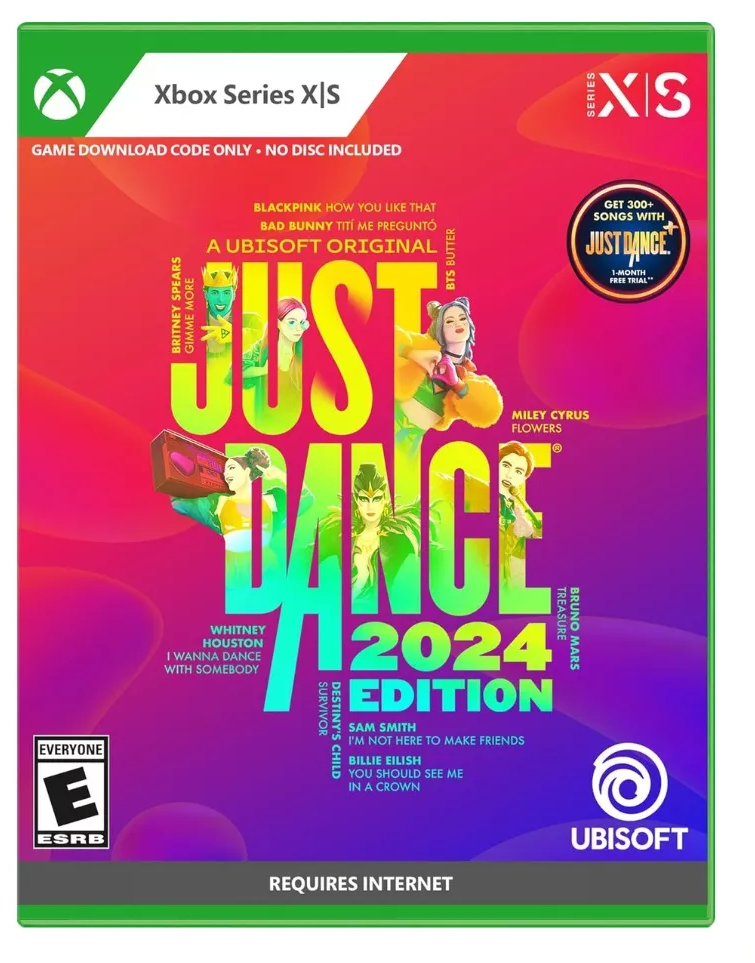 Xbox Series X|S
SERIES X|S
GAME DOWNLOAD CODE ONLY • NO DISC INCLUDED
GET 300+
SONGS WITH
JUST DANCE+
1-MONTH
FREE TRIAL**
BLACKPINK HOW YOU LIKE THAT
BAD BUNNY TITÍ ME PREGUNTÓ
A UBISOFT ORIGINAL
BTS BUTTER
BRITNEY SPEARS
GIMME MORE
JUST
MILEY CYRUS
FLOWERS
DANCE®
BRUNO MARS
TREASURE
WHITNEY
HOUSTON
I WANNA DANCE
WITH SOMEBODY
2024
EDITION
DESTINY'S CHILD
SURVIVOR
SAM SMITH
I'M NOT HERE TO MAKE FRIENDS
BILLIE EILISH
YOU SHOULD SEE ME
IN A CROWN
EVERYONE
E
ESRB
UBISOFT
REQUIRES INTERNET